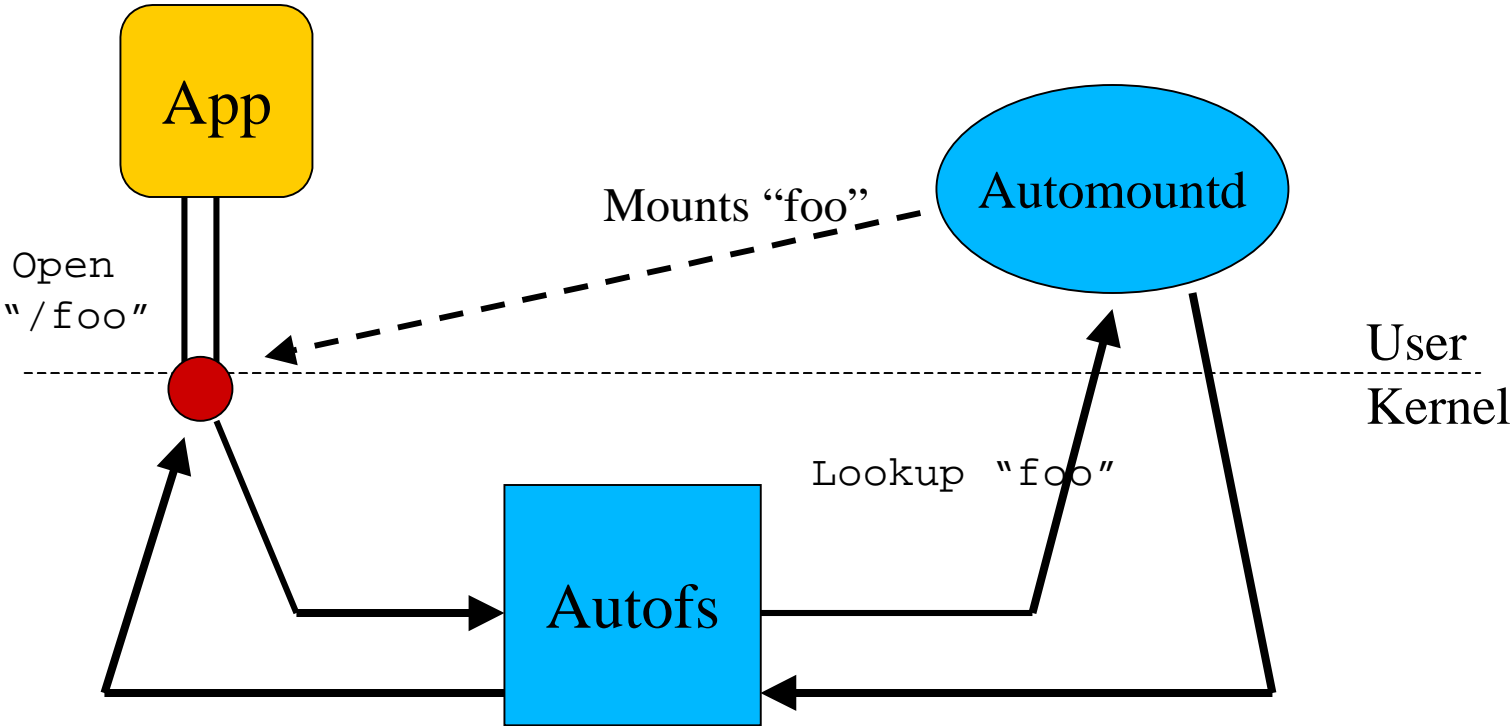 App
Automountd
Mounts “foo”
Open
“/foo”
User
Kernel
Lookup “foo”
Autofs